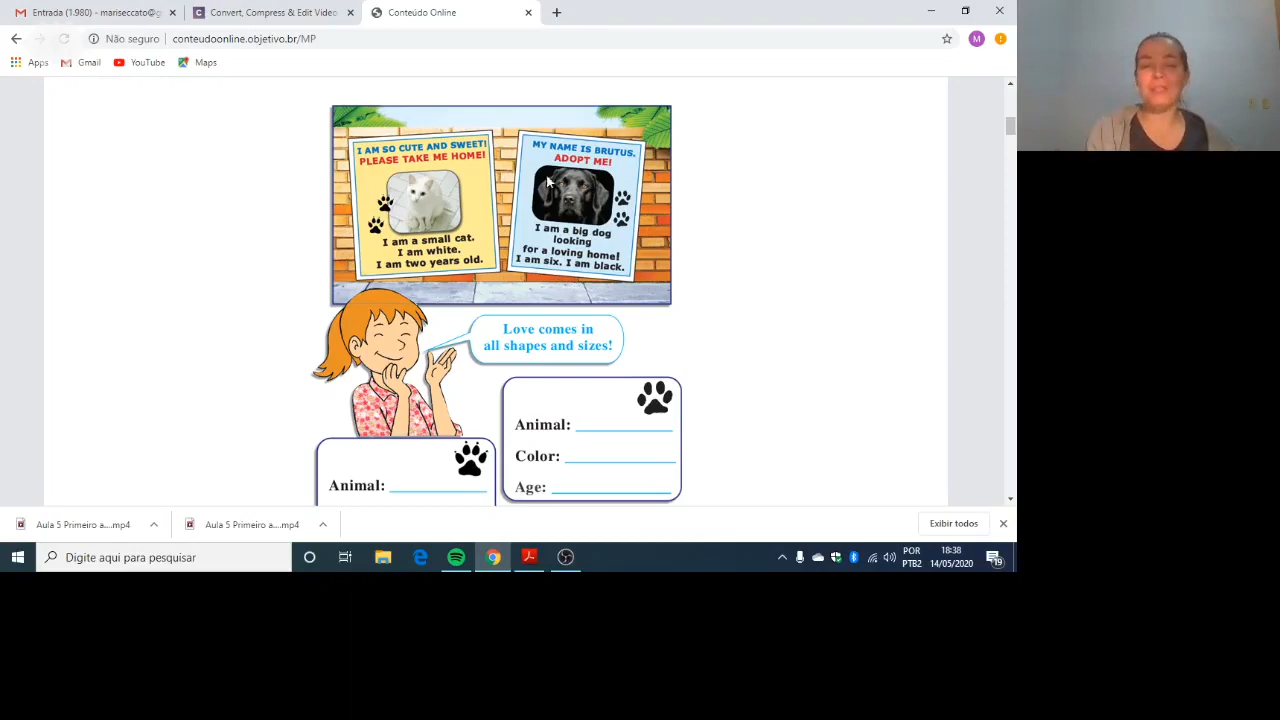 Entrada (1.980) - mariseccato@g
Convert, Compress & Edit Video
Conteúdo Online
Não seguro
conteudoonline.objetivo.br/MP
M
Apps
Gmail
YouTube
Maps
I AM SO CUTE AND SWEET!
PLEASE TAKE ME HOME!
I am a small cat.
I am white.
I am two years old.
MY NAME IS BRUTUS.
ADOPT ME!
I am a big dog
looking
for a loving home!
I am six. I am black.
Love comes in
all shapes and sizes!
Animal:
Color:
Age:
Animal:
Aula 5 Primeiro a....mp4
Aula 5 Primeiro a....mp4
Exibir todos
Digite aqui para pesquisar
POR
PTB2
18:38
14/05/2020
19